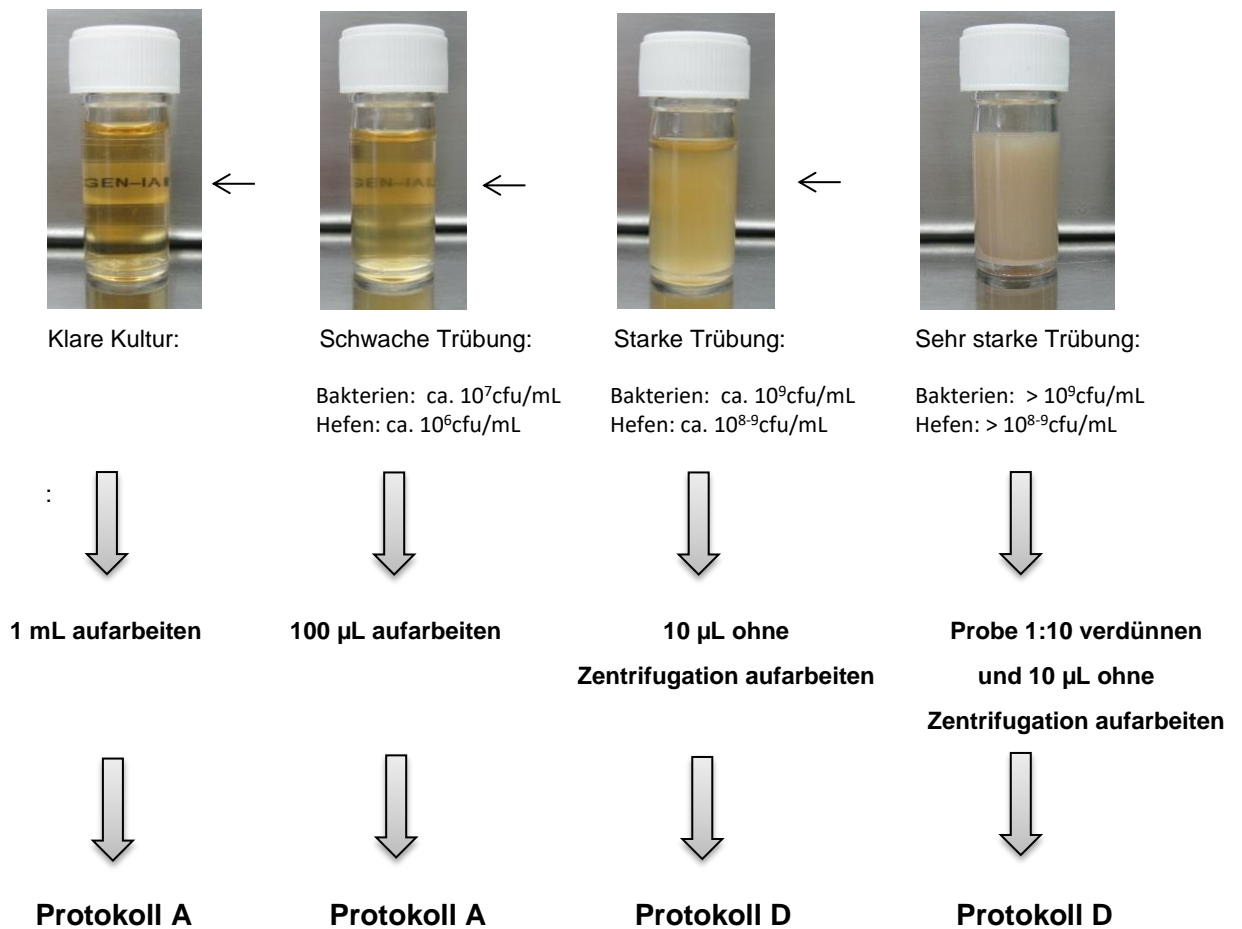 GEN-IA
GEN-IAL
Klare Kultur:
Schwache Trübung:
Starke Trübung:
Sehr starke Trübung:
Bakterien: ca. 10⁷cfu/mL
Hefen: ca. 10⁶cfu/mL
Bakterien: ca. 10⁹cfu/mL
Hefen: ca. 10⁸⁻⁹cfu/mL
Bakterien: > 10⁹cfu/mL
Hefen: > 10⁸⁻⁹cfu/mL
:
1 mL aufarbeiten
100 µL aufarbeiten
10 µL ohne
Zentrifugation aufarbeiten
Probe 1:10 verdünnen
und 10 µL ohne
Zentrifugation aufarbeiten
Protokoll A
Protokoll A
Protokoll D
Protokoll D